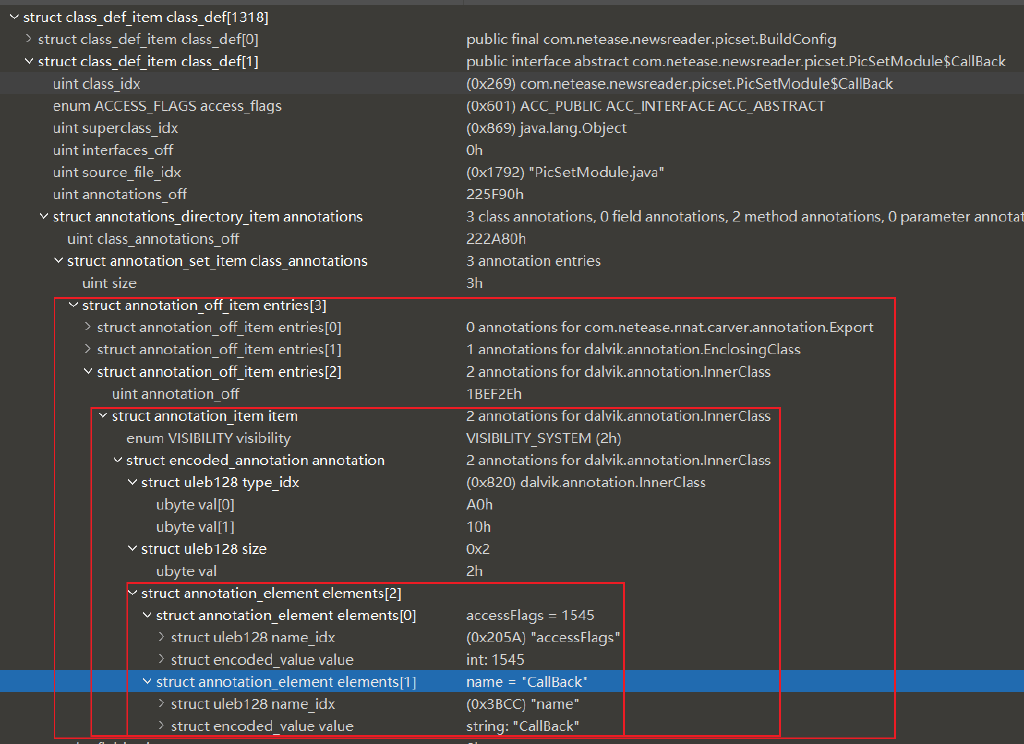 struct class_def_item class_def[1318]
struct class_def_item class_def[0] public final com.netease.newsreader.picset.BuildConfig
struct class_def_item class_def[1] public interface abstract com.netease.newsreader.picset.PicSetModule$CallBack
uint class_idx (0x269) com.netease.newsreader.picset.PicSetModule$CallBack
enum ACCESS_FLAGS access_flags (0x601) ACC_PUBLIC ACC_INTERFACE ACC_ABSTRACT
uint superclass_idx (0x869) java.lang.Object
uint interfaces_off 0h
uint source_file_idx (0x1792) "PicSetModule.java"
uint annotations_off 225F90h
struct annotations_directory_item annotations 3 class annotations, 0 field annotations, 2 method annotations, 0 parameter annotat
uint class_annotations_off 222A80h
struct annotation_set_item class_annotations 3 annotation entries
uint size 3h
struct annotation_off_item entries[3]
struct annotation_off_item entries[0] 0 annotations for com.netease.nnat.carver.annotation.Export
struct annotation_off_item entries[1] 1 annotations for dalvik.annotation.EnclosingClass
struct annotation_off_item entries[2] 2 annotations for dalvik.annotation.InnerClass
uint annotation_off 1BEF2Eh
struct annotation_item item 2 annotations for dalvik.annotation.InnerClass
enum VISIBILITY visibility VISIBILITY_SYSTEM (2h)
struct encoded_annotation annotation 2 annotations for dalvik.annotation.InnerClass
struct uleb128 type_idx (0x820) dalvik.annotation.InnerClass
ubyte val[0] A0h
ubyte val[1] 10h
struct uleb128 size 0x2
ubyte val 2h
struct annotation_element elements[2]
struct annotation_element elements[0] accessFlags = 1545
struct uleb128 name_idx (0x205A) "accessFlags"
struct encoded_value value int: 1545
struct annotation_element elements[1] name = "CallBack"
struct uleb128 name_idx (0x3BCC) "name"
struct encoded_value value string: "CallBack"